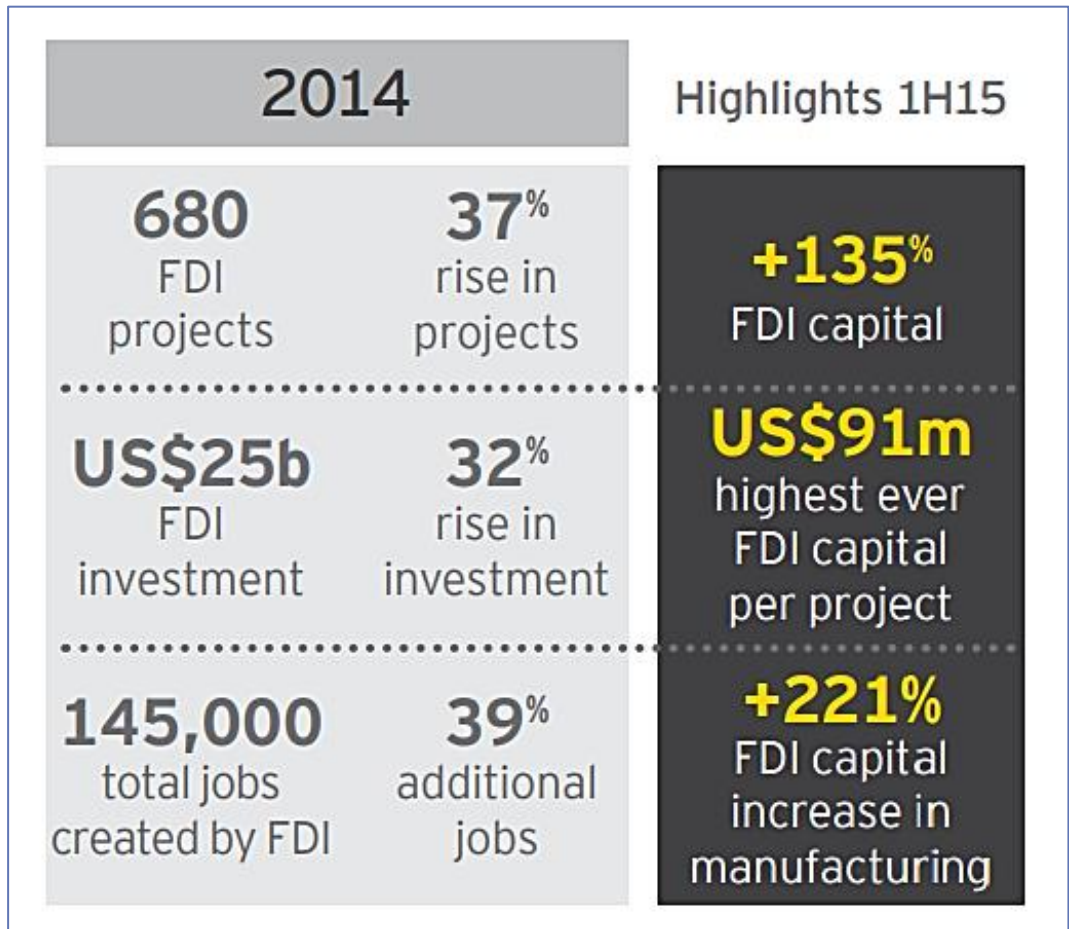 2014
Highlights 1H15
680
FDI
projects
37%
rise in
projects
+135%
FDI capital
US$25b
FDI
investment
32%
rise in
investment
US$91m
highest ever
FDI capital
per project
145,000
total jobs
created by FDI
39%
additional
jobs
+221%
FDI capital
increase in
manufacturing